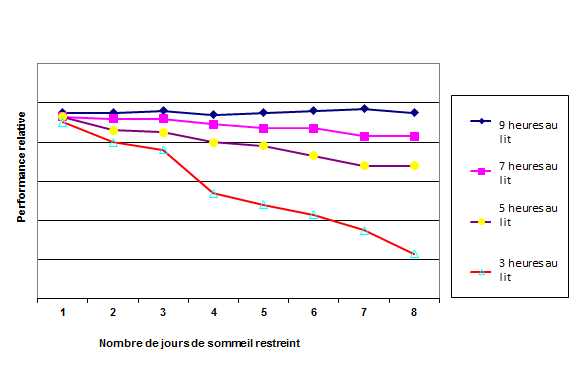 Performance relative
1 2 3 4 5 6 7 8
Nombre de jours de sommeil restreint
9 heures au
lit
7 heures au
lit
5 heures au
lit
3 heures au
lit